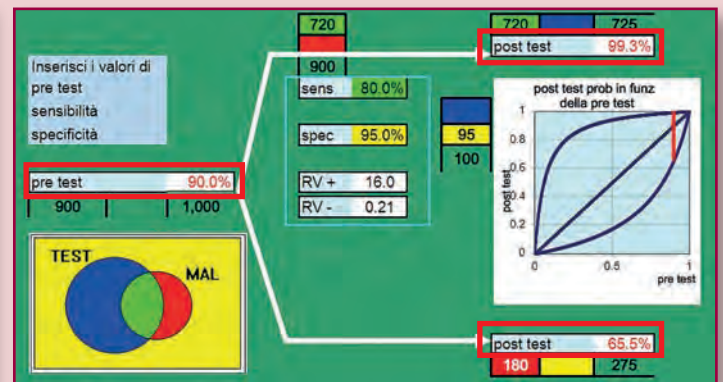 720
900
720 725
post test 99.3%
Inserisci i valori di
pre test
sensibilità
specificità
sens 80.0%
spec 95.0%
95
100
RV + 16.0
RV - 0.21
pre test 90.0%
900 1,000
TEST
MAL
post test prob in funz
della pre test
post test
1
0.8
0.6
0.4
0.2
0
0 0.5 1
pre test
post test 65.5%
180 275